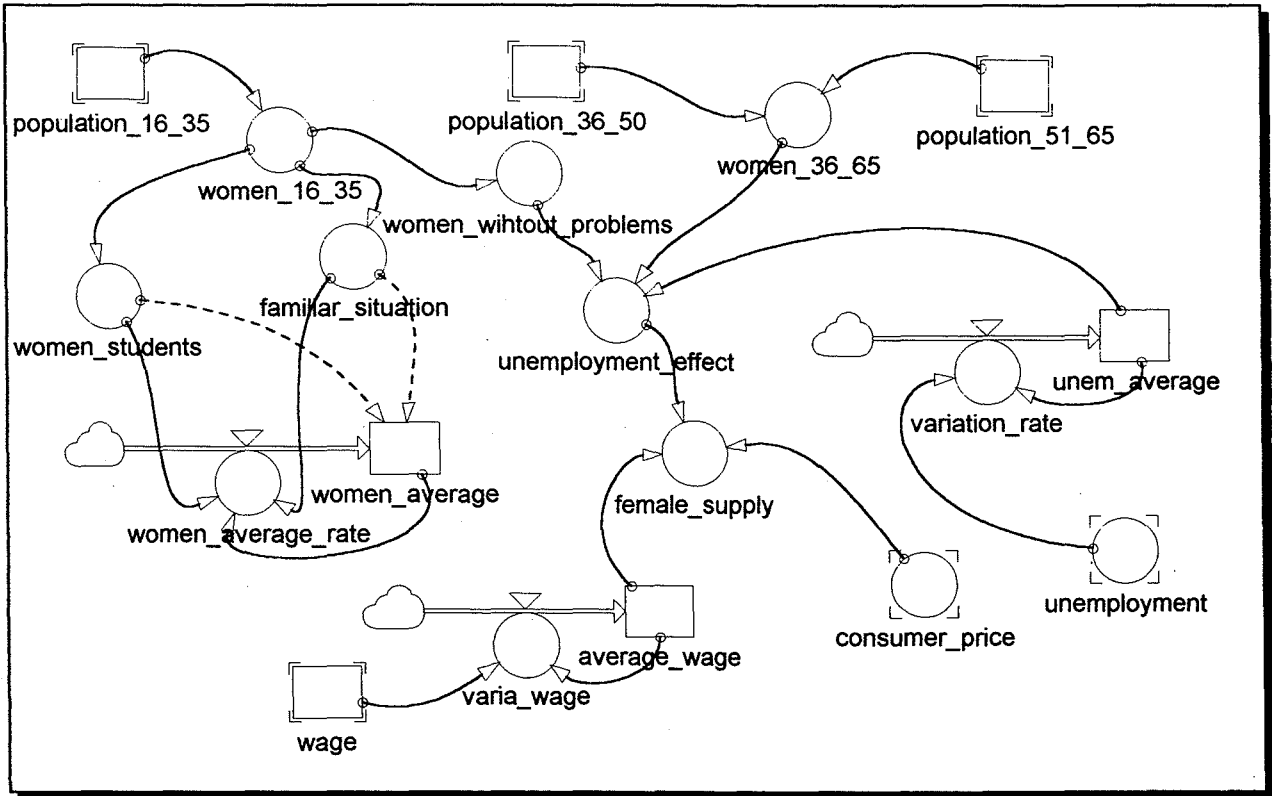 population_16_35
population_36_50
population_51_65
women_16_35
women_36_65
women_wihtout_problems
familiar_situation
women_students
unemployment_effect
unem_average
variation_rate
women_average
female_supply
women_average_rate
unemployment
consumer_price
average_wage
varia_wage
wage